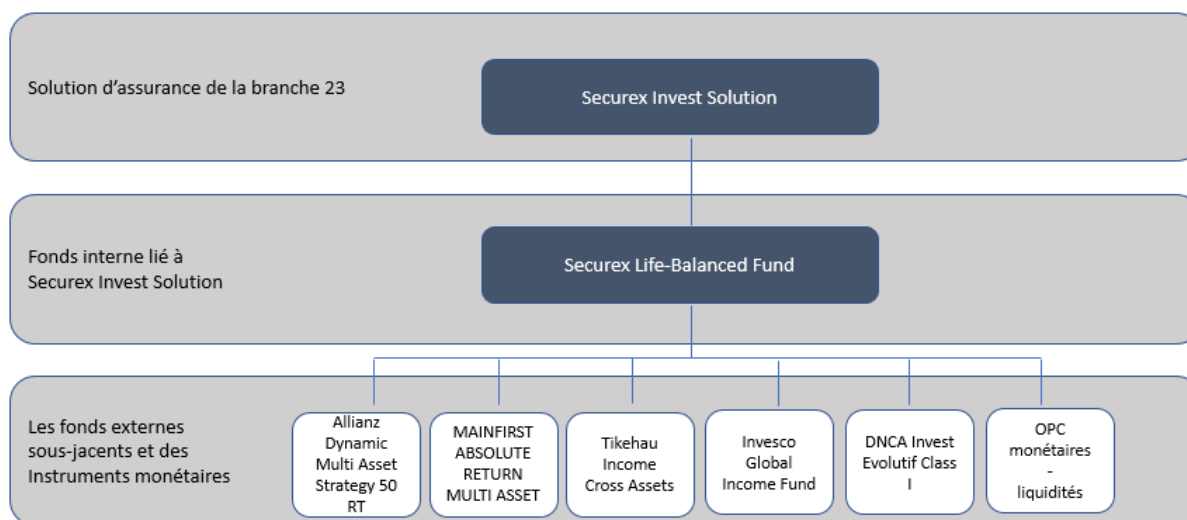 Solution d'assurance de la branche 23
Securex Invest Solution
Fonds interne lié à
Securex Invest Solution
Securex Life-Balanced Fund
Les fonds externes
sous-jacents et des
Instruments monétaires
Allianz
Dynamic
Multi Asset
Strategy 50
RT
MAINFIRST
ABSOLUTE
RETURN
MULTI ASSET
Tikehau
Income
Cross Assets
Invesco
Global
Income Fund
DNCA Invest
Evolutif Class
I
OPC
monétaires
-
liquidités